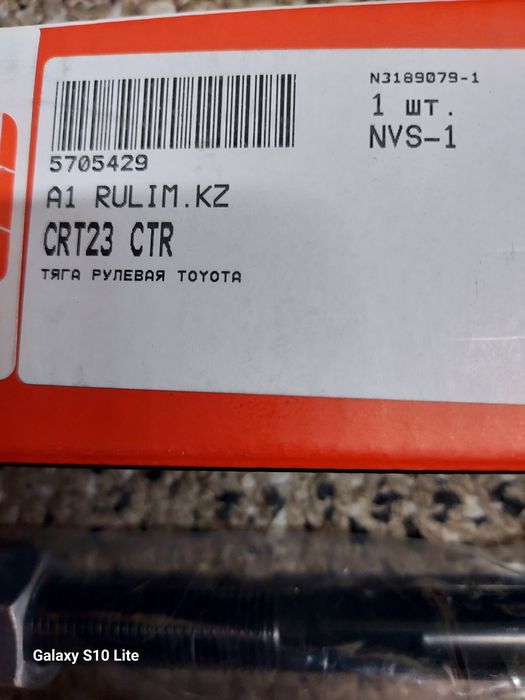 N3189079-1
1 шт.
NVS-1
5705429
A1 RULIM.KZ
CRT23 CTR
ТЯГА РУЛЕВАЯ TOYOTA
Galaxy S10 Lite